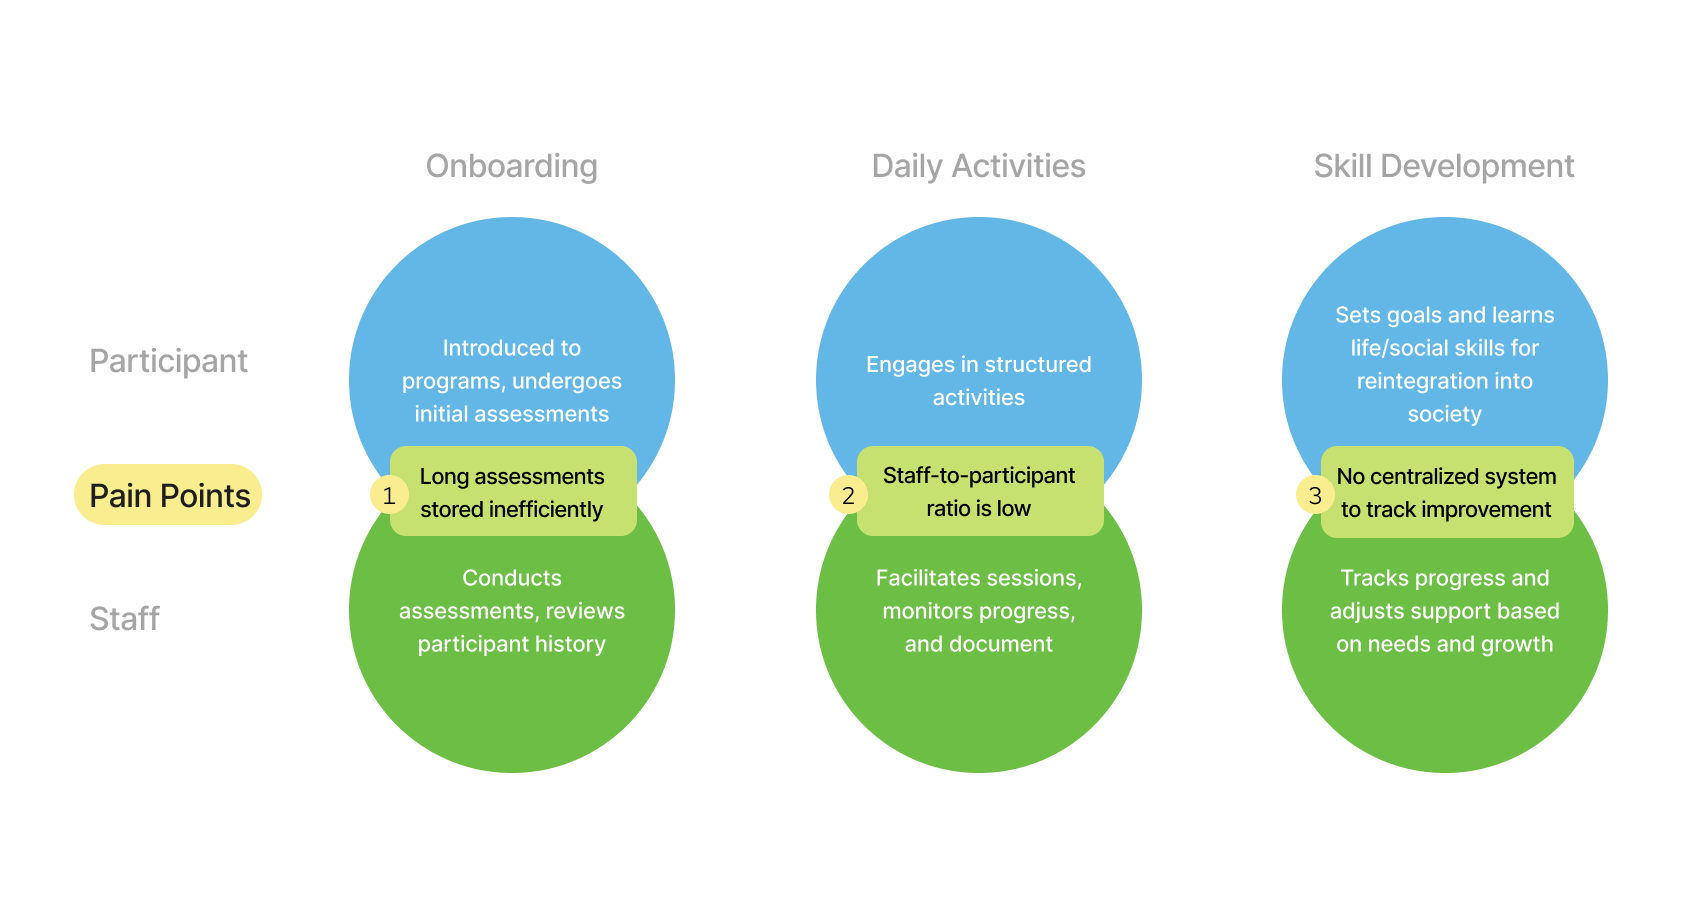 Onboarding
Daily Activities
Skill Development
Participant
Introduced to
programs, undergoes
initial assessments
Engages in structured
activities
Sets goals and learns
life/social skills for
reintegration into
society
Pain Points
1
Long assessments
stored inefficiently
2
Staff-to-participant
ratio is low
3
No centralized system
to track improvement
Staff
Conducts
assessments, reviews
participant history
Facilitates sessions,
monitors progress,
and document
Tracks progress and
adjusts support based
on needs and growth